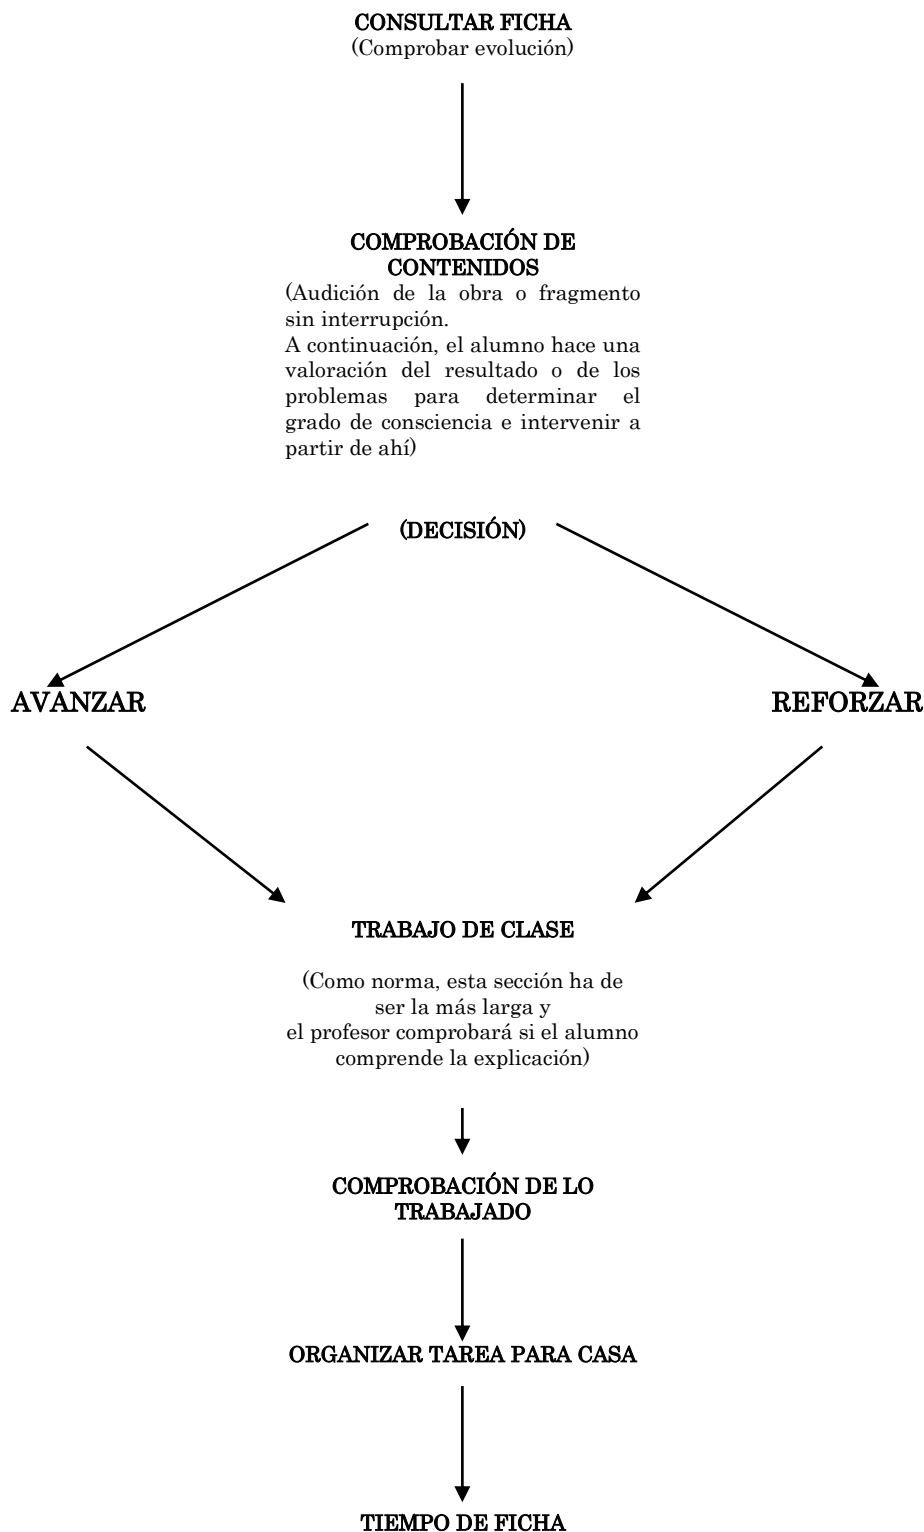 CONSULTAR FICHA
(Comprobar evolución)
COMPROBACIÓN DE
CONTENIDOS
(Audición de la obra o fragmento
sin interrupción.
A continuación, el alumno hace una
valoración del resultado o de los
problemas para determinar el
grado de consciencia e intervenir a
partir de ahí)
(DECISIÓN)
AVANZAR
REFORZAR
TRABAJO DE CLASE
(Como norma, esta sección ha de
ser la más larga y
el profesor comprobará si el alumno
comprende la explicación)
COMPROBACIÓN DE LO
TRABAJADO
ORGANIZAR TAREA PARA CASA
TIEMPO DE FICHA